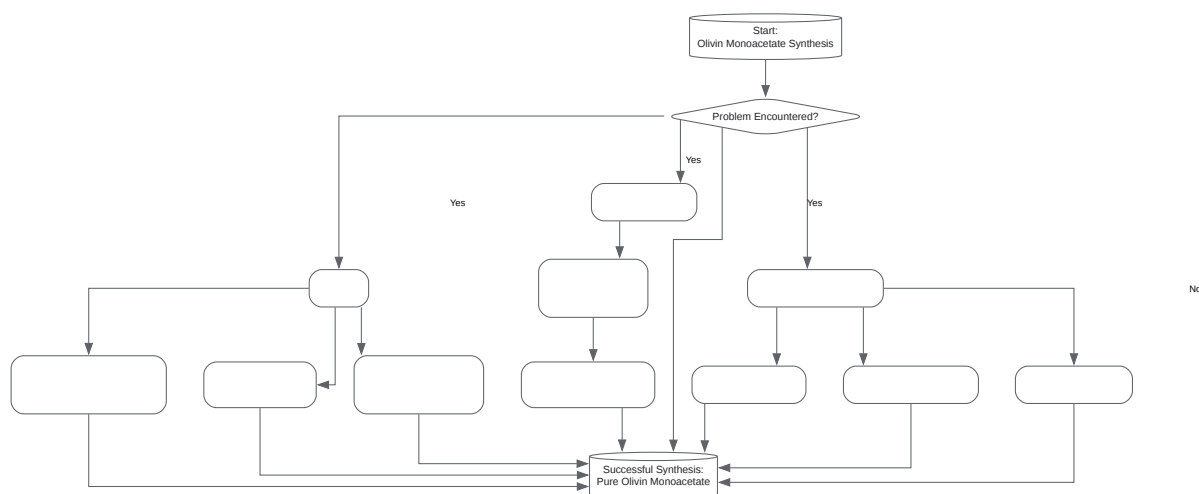 Start:
Olivin Monoacetate Synthesis
Problem Encountered?
Yes
Yes
Yes
No
Successful Synthesis:
Pure Olivin Monoacetate